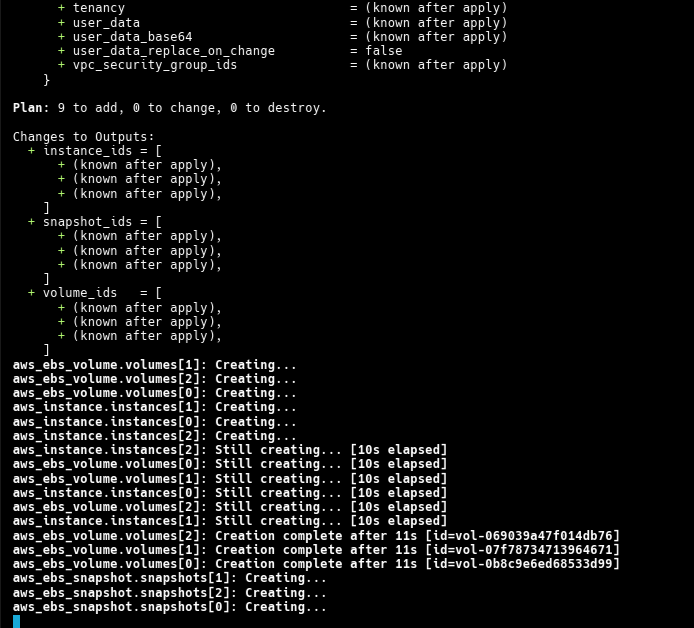 + tenancy = (known after apply)
+ user_data = (known after apply)
+ user_data_base64 = (known after apply)
+ user_data_replace_on_change = false
+ vpc_security_group_ids = (known after apply)
}
Plan: 9 to add, 0 to change, 0 to destroy.
Changes to Outputs:
+ instance_ids = [
+ (known after apply),
+ (known after apply),
+ (known after apply),
]
+ snapshot_ids = [
+ (known after apply),
+ (known after apply),
+ (known after apply),
]
+ volume_ids = [
+ (known after apply),
+ (known after apply),
+ (known after apply),
]
aws_ebs_volume.volumes[1]: Creating...
aws_ebs_volume.volumes[2]: Creating...
aws_ebs_volume.volumes[0]: Creating...
aws_instance.instances[1]: Creating...
aws_instance.instances[0]: Creating...
aws_instance.instances[2]: Creating...
aws_instance.instances[2]: Still creating... [10s elapsed]
aws_ebs_volume.volumes[0]: Still creating... [10s elapsed]
aws_ebs_volume.volumes[1]: Still creating... [10s elapsed]
aws_instance.instances[0]: Still creating... [10s elapsed]
aws_ebs_volume.volumes[2]: Still creating... [10s elapsed]
aws_instance.instances[1]: Still creating... [10s elapsed]
aws_ebs_volume.volumes[2]: Creation complete after 11s [id=vol-069039a47f014db76]
aws_ebs_volume.volumes[1]: Creation complete after 11s [id=vol-07f78734713964671]
aws_ebs_volume.volumes[0]: Creation complete after 11s [id=vol-0b8c9e6ed68533d99]
aws_ebs_snapshot.snapshots[1]: Creating...
aws_ebs_snapshot.snapshots[2]: Creating...
aws_ebs_snapshot.snapshots[0]: Creating...